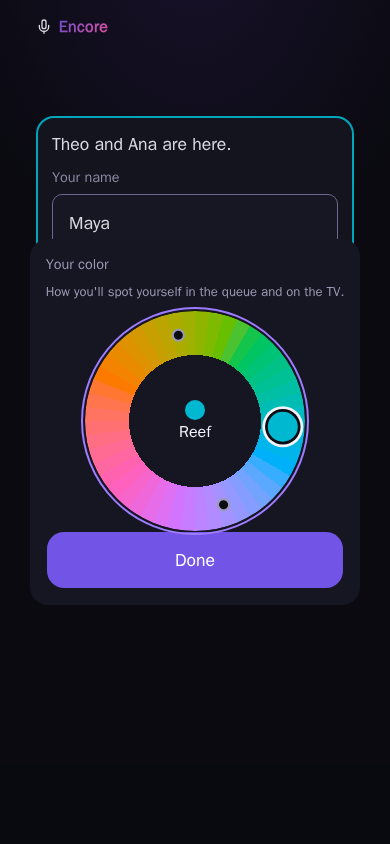 Encore
Theo and Ana are here.
Your name
Maya
Your color
How you'll spot yourself in the queue and on the TV.
Reef
Done